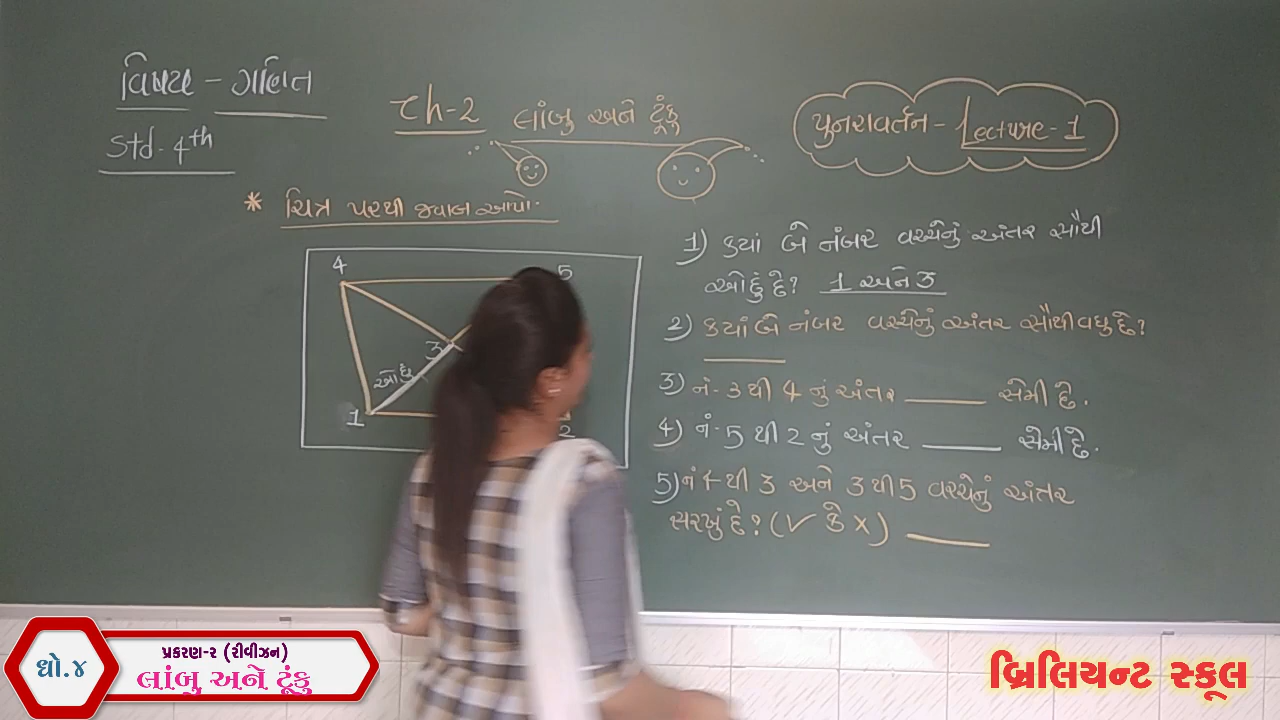 વિષય - ગણિત
Std - 4th
Ch-2 લાંબુ અને ટૂંકુ
પુનરાવર્તન - Lecture - 1
* ચિત્ર પરથી જવાબ આપો.
4 5
3
ઓછું
1 2
1) કયાં બે નંબર વચ્ચેનું અંતર સૌથી
ઓછું છે? 1 અને 3
2) કયાં બે નંબર વચ્ચેનું અંતર સૌથી વધુ છે?
3) નં- 3 થી 4 નું અંતર ____ સેમી છે.
4) નં- 5 થી 2 નું અંતર ____ સેમી છે.
5) નં 4 થી 3 અને 3 થી 5 વચ્ચેનું અંતર
સરખું છે? (✓ કે ×) ____
ધો.૪
પ્રકરણ-૨ (રીવીઝન)
લાંબુ અને ટૂંકુ
બ્રિલિયન્ટ સ્કૂલ